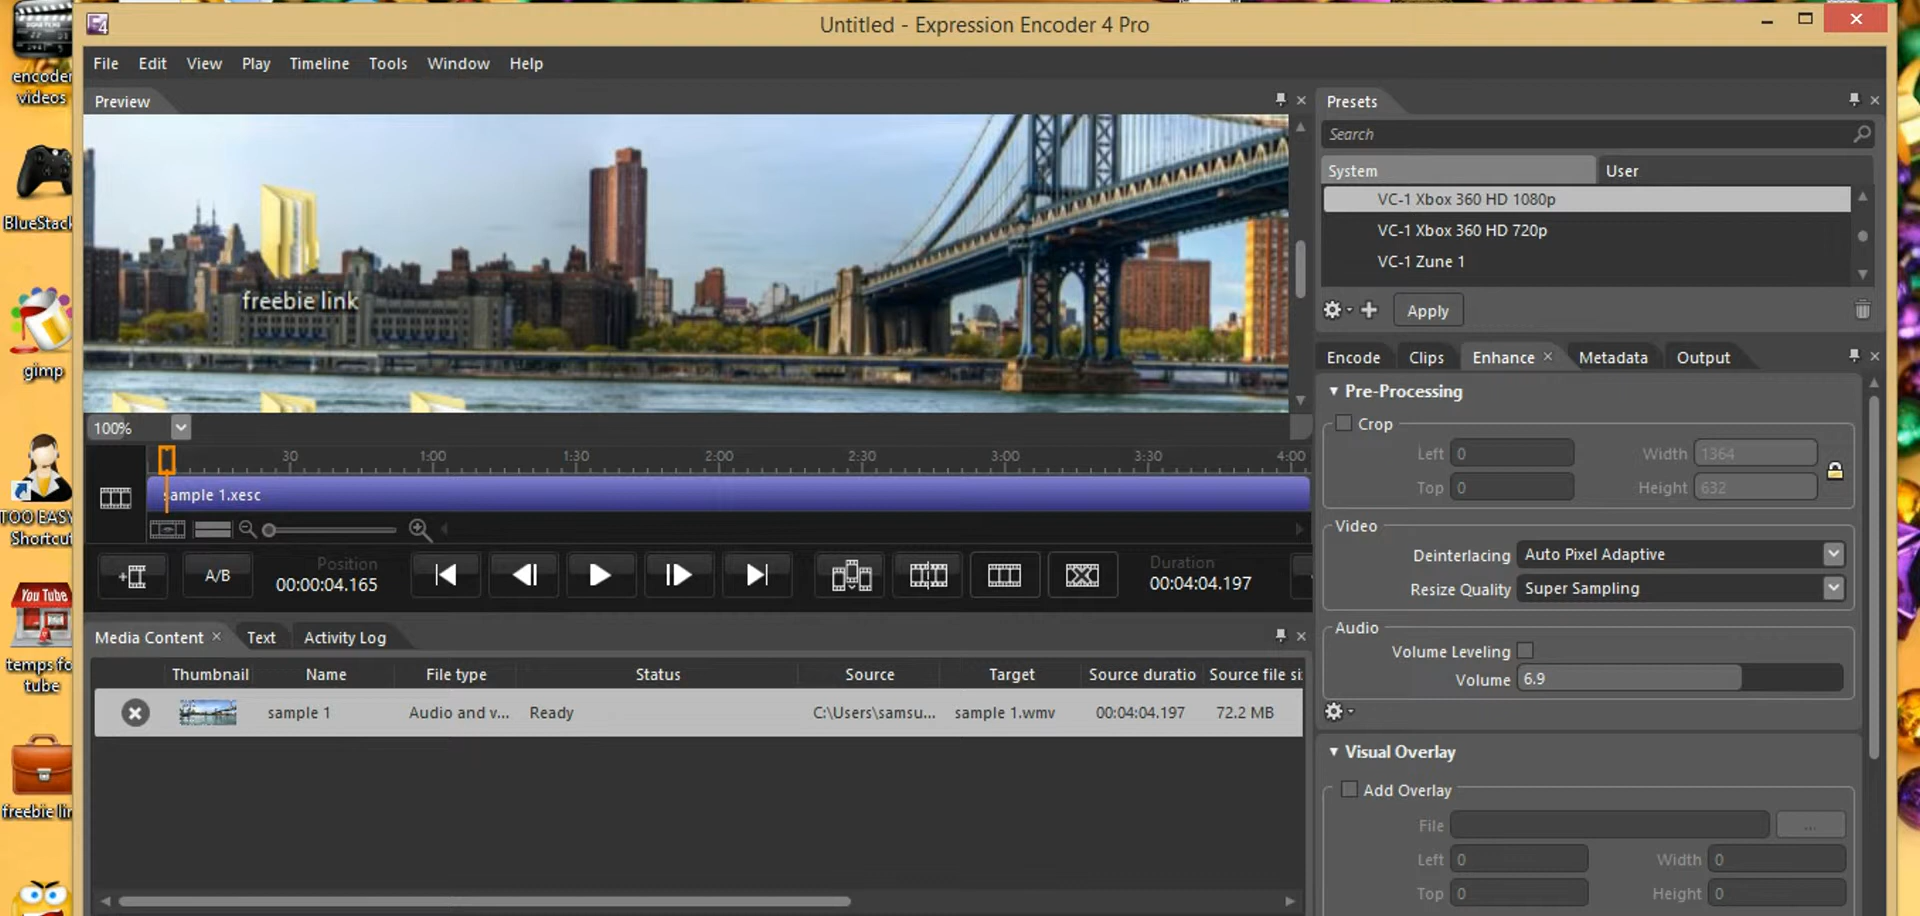 Untitled - Expression Encoder 4 Pro
File Edit View Play Timeline Tools Window Help
Preview
freebie link
100%
30 1:00 1:30 2:00 2:30 3:00 3:30 4:00
sample 1.xesc
A/B
Position
00:00:04.165
Duration
00:04:04.197
Media Content Text Activity Log
Thumbnail Name File type Status Source Target Source duratio Source file si
sample 1 Audio and v... Ready C:\Users\samsu... sample 1.wmv 00:04:04.197 72.2 MB
Presets
Search
System User
VC-1 Xbox 360 HD 1080p
VC-1 Xbox 360 HD 720p
VC-1 Zune 1
Apply
Encode Clips Enhance Metadata Output
Pre-Processing
Crop
Left 0 Width 1364
Top 0 Height 632
Video
Deinterlacing Auto Pixel Adaptive
Resize Quality Super Sampling
Audio
Volume Leveling
Volume 6.9
Visual Overlay
Add Overlay
File ...
Left 0 Width 0
Top 0 Height 0
encoder
videos
BlueStack
gimp
TOO EASY
Shortcut
You Tube
temps fo
tube
freebie lin